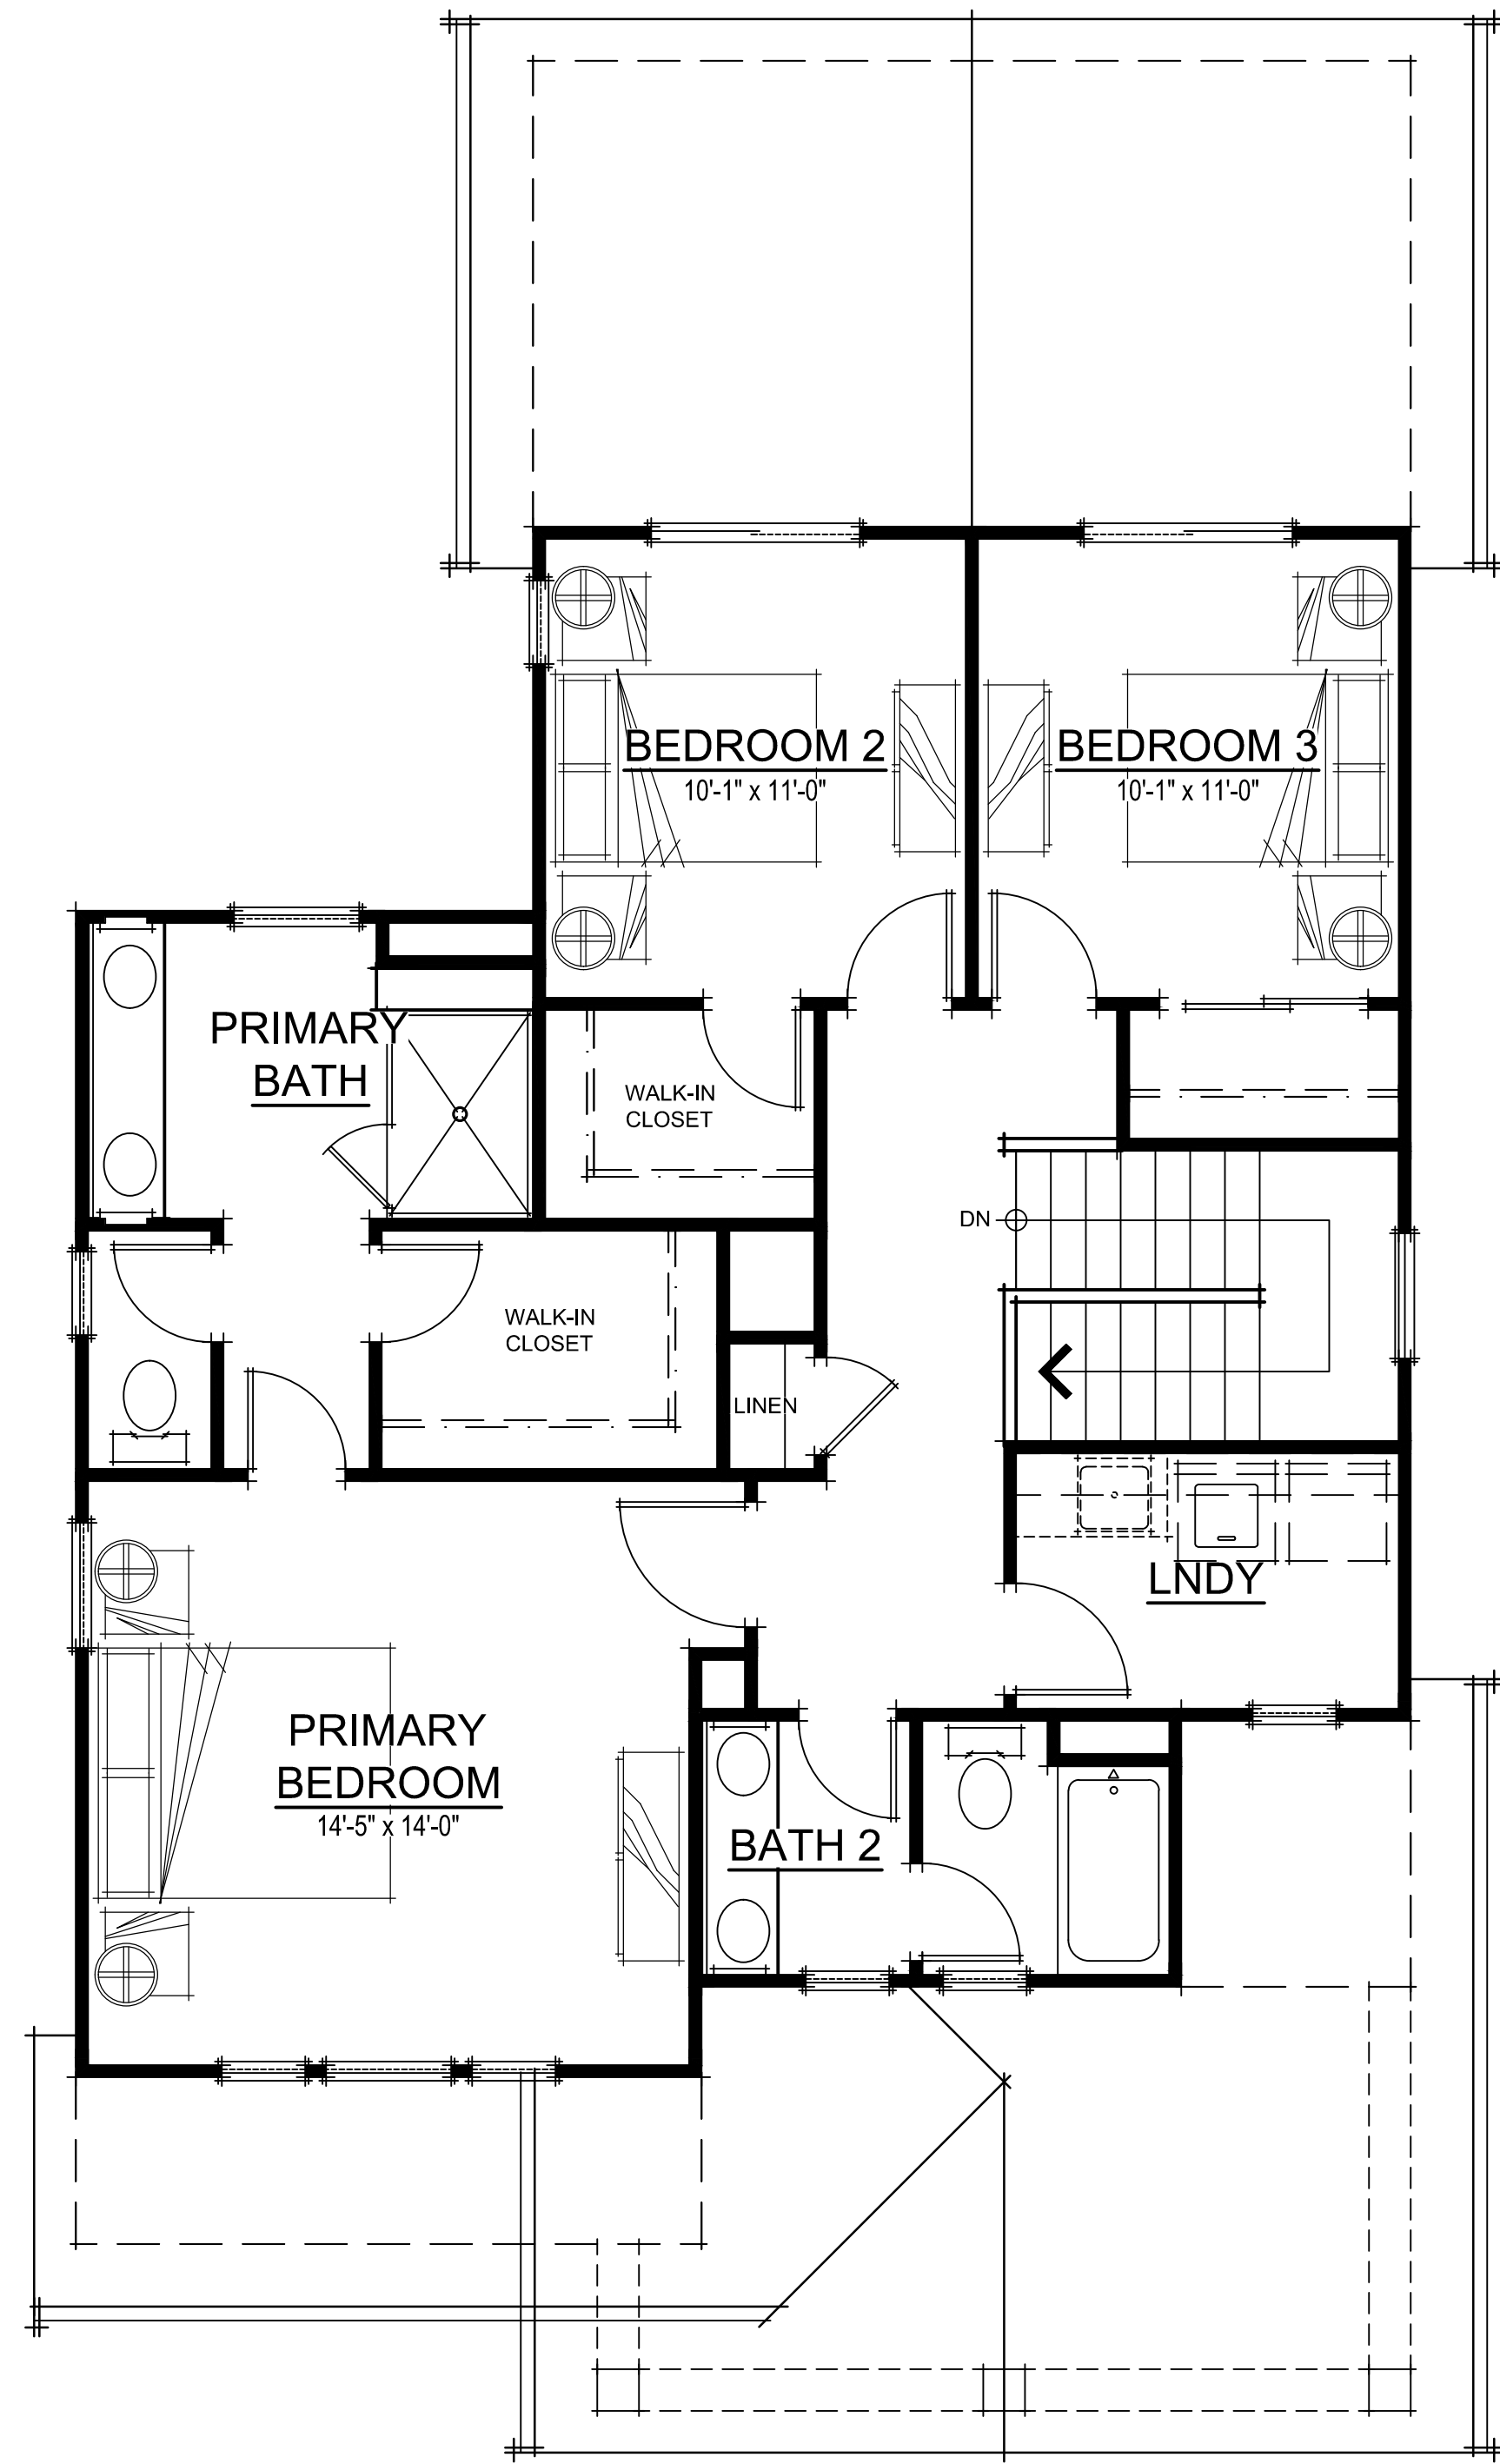 BEDROOM 2
10'-1" x 11'-0"
BEDROOM 3
10'-1" x 11'-0"
PRIMARY
BATH
WALK-IN
CLOSET
DN
WALK-IN
CLOSET
LINEN
LNDY
PRIMARY
BEDROOM
14'-5" x 14'-0"
BATH 2